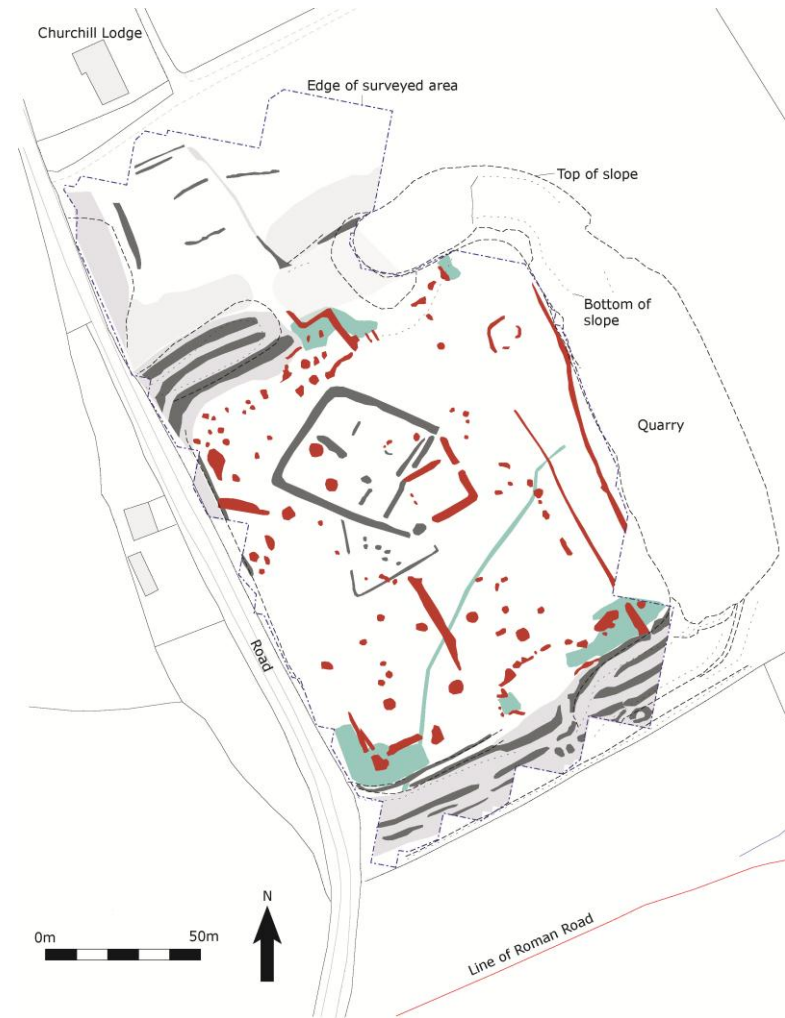 Churchill Lodge
Edge of surveyed area
Top of slope
Bottom of
slope
Quarry
Road
N
0m
50m
Line of Roman Road